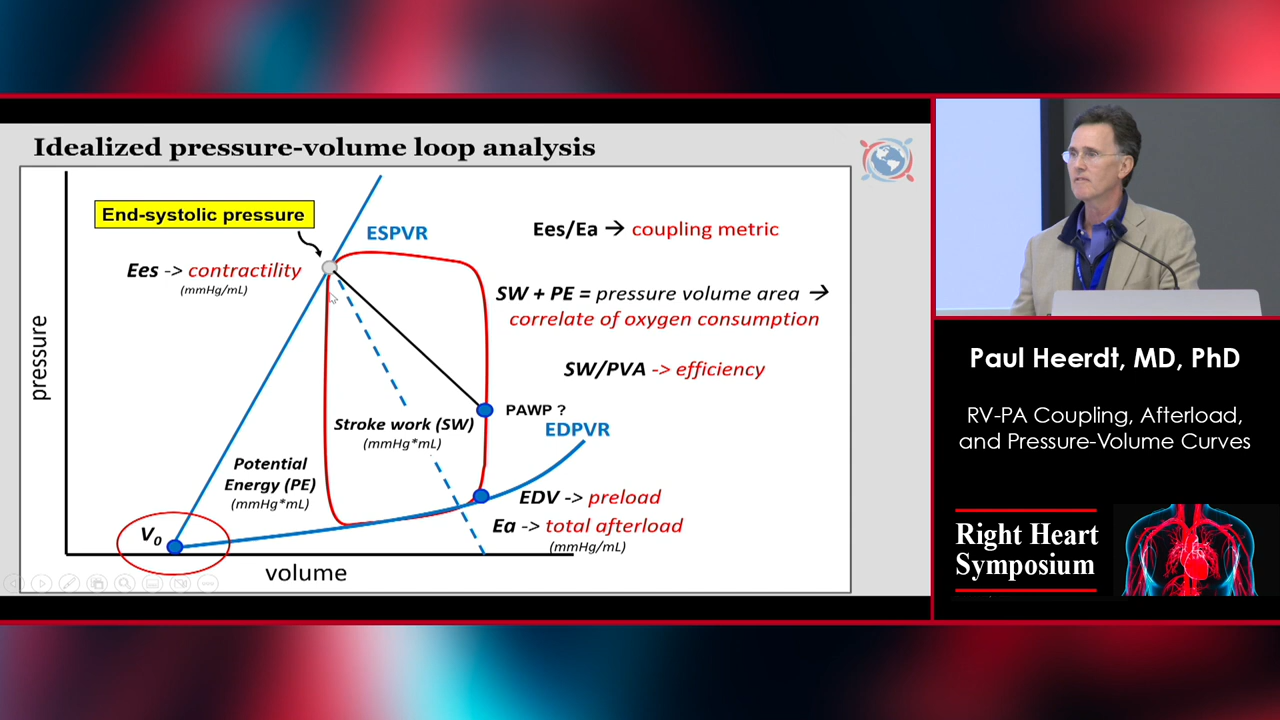 Idealized pressure-volume loop analysis
End-systolic pressure
ESPVR
Ees/Ea → coupling metric
Ees -> contractility
(mmHg/mL)
SW + PE = pressure volume area →
correlate of oxygen consumption
pressure
SW/PVA -> efficiency
PAWP ?
Stroke work (SW)
(mmHg*mL)
EDPVR
Potential
Energy (PE)
(mmHg*mL)
EDV -> preload
Ea -> total afterload
(mmHg/mL)
V₀
volume
Paul Heerdt, MD, PhD
RV-PA Coupling, Afterload,
and Pressure-Volume Curves
Right Heart
Symposium